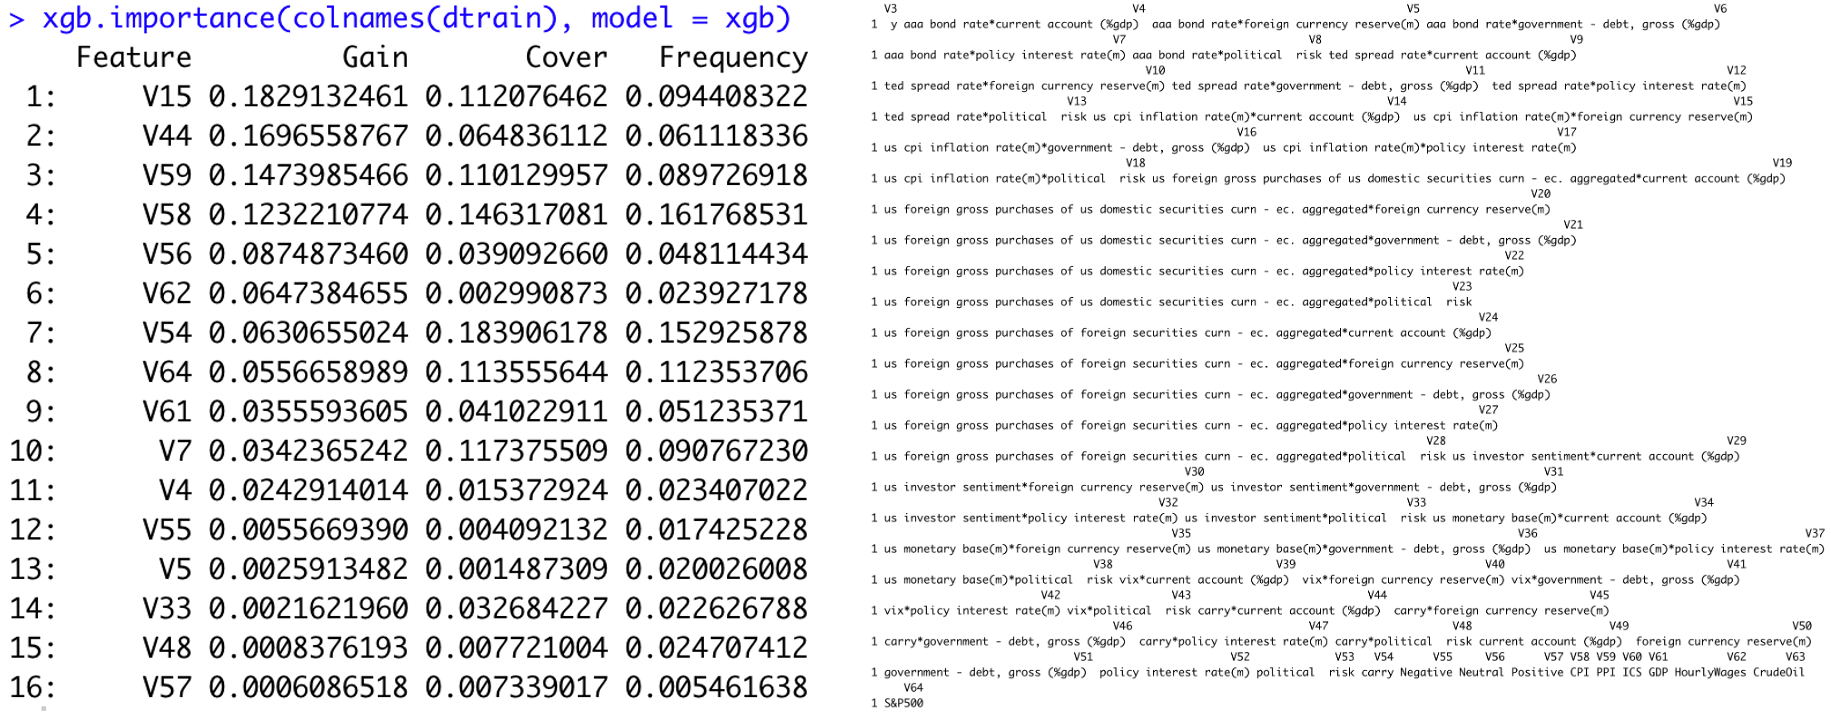 > xgb.importance(colnames(dtrain), model = xgb)
Feature Gain Cover Frequency
1: V15 0.1829132461 0.112076462 0.094408322
2: V44 0.1696558767 0.064836112 0.061118336
3: V59 0.1473985466 0.110129957 0.089726918
4: V58 0.1232210774 0.146317081 0.161768531
5: V56 0.0874873460 0.039092660 0.048114434
6: V62 0.0647384655 0.002990873 0.023927178
7: V54 0.0630655024 0.183906178 0.152925878
8: V64 0.0556658989 0.113555644 0.112353706
9: V61 0.0355593605 0.041022911 0.051235371
10: V7 0.0342365242 0.117375509 0.090767230
11: V4 0.0242914014 0.015372924 0.023407022
12: V55 0.0055669390 0.004092132 0.017425228
13: V5 0.0025913482 0.001487309 0.020026008
14: V33 0.0021621960 0.032684227 0.022626788
15: V48 0.0008376193 0.007721004 0.024707412
16: V57 0.0006086518 0.007339017 0.005461638
V3 V4 V5 V6
1 y aaa bond rate*current account (%gdp) aaa bond rate*foreign currency reserve(m) aaa bond rate*government - debt, gross (%gdp)
V7 V8 V9
1 aaa bond rate*policy interest rate(m) aaa bond rate*political risk ted spread rate*current account (%gdp)
V10 V11 V12
1 ted spread rate*foreign currency reserve(m) ted spread rate*government - debt, gross (%gdp) ted spread rate*policy interest rate(m)
V13 V14 V15
1 ted spread rate*political risk us cpi inflation rate(m)*current account (%gdp) us cpi inflation rate(m)*foreign currency reserve(m)
V16 V17
1 us cpi inflation rate(m)*government - debt, gross (%gdp) us cpi inflation rate(m)*policy interest rate(m)
V18 V19
1 us cpi inflation rate(m)*political risk us foreign gross purchases of us domestic securities curn - ec. aggregated*current account (%gdp)
V20
1 us foreign gross purchases of us domestic securities curn - ec. aggregated*foreign currency reserve(m)
V21
1 us foreign gross purchases of us domestic securities curn - ec. aggregated*government - debt, gross (%gdp)
V22
1 us foreign gross purchases of us domestic securities curn - ec. aggregated*policy interest rate(m)
V23
1 us foreign gross purchases of us domestic securities curn - ec. aggregated*political risk
V24
1 us foreign gross purchases of foreign securities curn - ec. aggregated*current account (%gdp)
V25
1 us foreign gross purchases of foreign securities curn - ec. aggregated*foreign currency reserve(m)
V26
1 us foreign gross purchases of foreign securities curn - ec. aggregated*government - debt, gross (%gdp)
V27
1 us foreign gross purchases of foreign securities curn - ec. aggregated*policy interest rate(m)
V28 V29
1 us foreign gross purchases of foreign securities curn - ec. aggregated*political risk us investor sentiment*current account (%gdp)
V30 V31
1 us investor sentiment*foreign currency reserve(m) us investor sentiment*government - debt, gross (%gdp)
V32 V33 V34
1 us investor sentiment*policy interest rate(m) us investor sentiment*political risk us monetary base(m)*current account (%gdp)
V35 V36 V37
1 us monetary base(m)*foreign currency reserve(m) us monetary base(m)*government - debt, gross (%gdp) us monetary base(m)*policy interest rate(m)
V38 V39 V40 V41
1 us monetary base(m)*political risk vix*current account (%gdp) vix*foreign currency reserve(m) vix*government - debt, gross (%gdp)
V42 V43 V44 V45
1 vix*policy interest rate(m) vix*political risk carry*current account (%gdp) carry*foreign currency reserve(m)
V46 V47 V48 V49 V50
1 carry*government - debt, gross (%gdp) carry*policy interest rate(m) carry*political risk current account (%gdp) foreign currency reserve(m)
V51 V52 V53 V54 V55 V56 V57 V58 V59 V60 V61 V62 V63
1 government - debt, gross (%gdp) policy interest rate(m) political risk carry Negative Neutral Positive CPI PPI ICS GDP HourlyWages CrudeOil
V64
1 S&P500